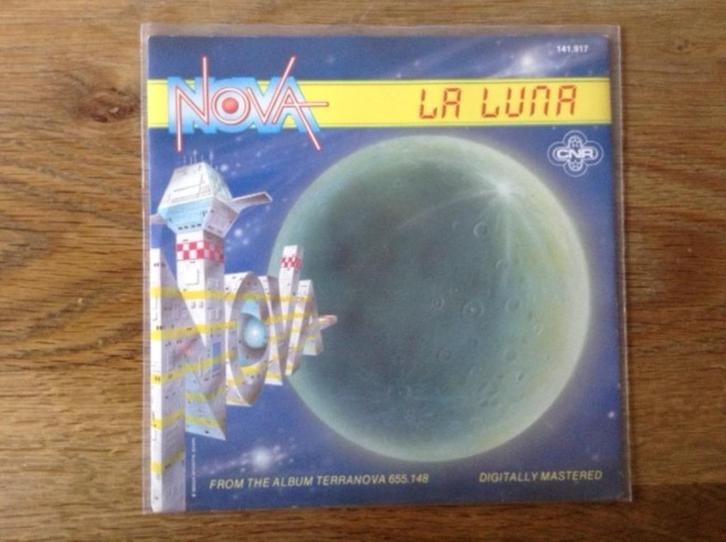 141.917
NOVA
LA LUNA
CNR
NOVA
FROM THE ALBUM TERRANOVA 655.148
DIGITALLY MASTERED